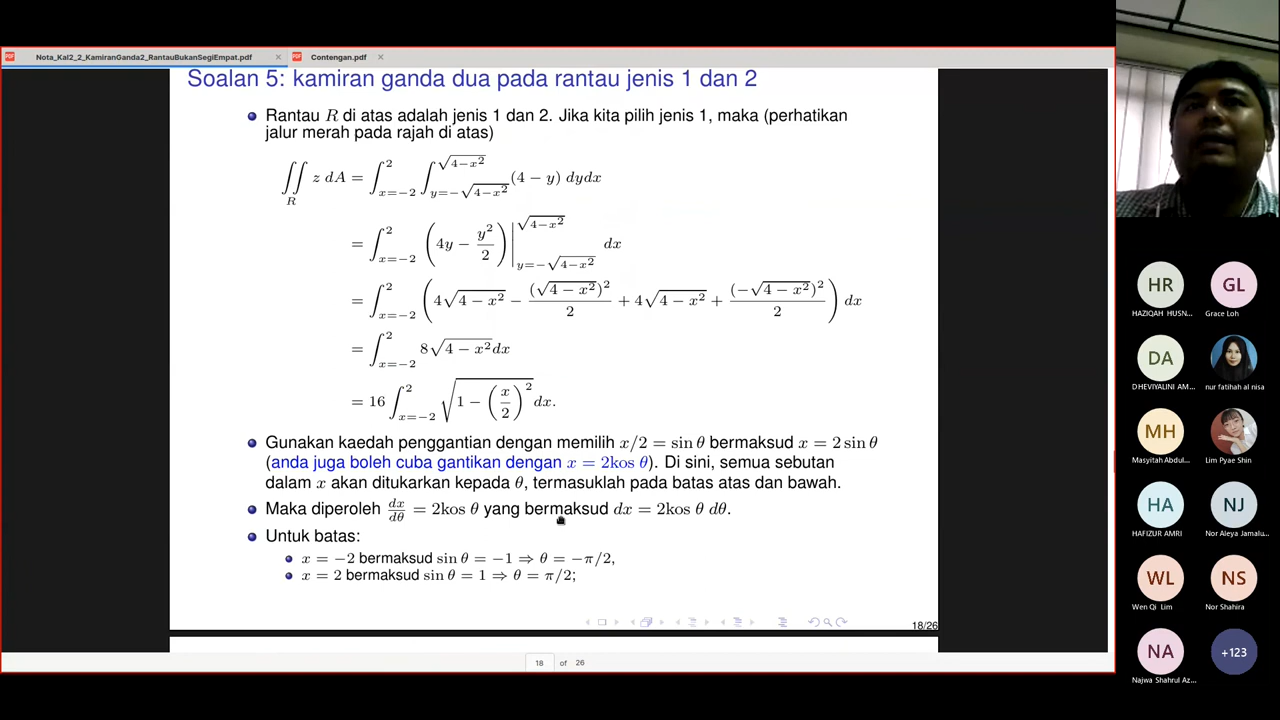 Nota_Kal2_2_KamiranGanda2_RantauBukanSegiEmpat.pdf × Contengan.pdf ×
Soalan 5: kamiran ganda dua pada rantau jenis 1 dan 2
Rantau R di atas adalah jenis 1 dan 2. Jika kita pilih jenis 1, maka (perhatikan
jalur merah pada rajah di atas)
∬_R z dA = ∫_{x=−2}^{2} ∫_{y=−√(4−x²)}^{√(4−x²)} (4 − y) dydx
= ∫_{x=−2}^{2} (4y − y²/2) |_{y=−√(4−x²)}^{√(4−x²)} dx
= ∫_{x=−2}^{2} (4√(4 − x²) − (√(4 − x²))²/2 + 4√(4 − x²) + (−√(4 − x²))²/2) dx
= ∫_{x=−2}^{2} 8√(4 − x²)dx
= 16 ∫_{x=−2}^{2} √(1 − (x/2)²) dx.
Gunakan kaedah penggantian dengan memilih x/2 = sin θ bermaksud x = 2 sin θ
(anda juga boleh cuba gantikan dengan x = 2kos θ). Di sini, semua sebutan
dalam x akan ditukarkan kepada θ, termasuklah pada batas atas dan bawah.
Maka diperoleh dx/dθ = 2kos θ yang bermaksud dx = 2kos θ dθ.
Untuk batas:
x = −2 bermaksud sin θ = −1 ⇒ θ = −π/2,
x = 2 bermaksud sin θ = 1 ⇒ θ = π/2;
18/26
18 of 26
HR GL
HAZIQAH HUSN... Grace Loh
DA
DHEVIYALINI AM... nur fatihah al nisa
MH
Masyitah Abdul... Lim Pyae Shin
HA NJ
HAFIZUR AMRI Nor Aleya Jamalu...
WL NS
Wen Qi Lim Nor Shahira
NA +123
Najwa Shahrul Az...